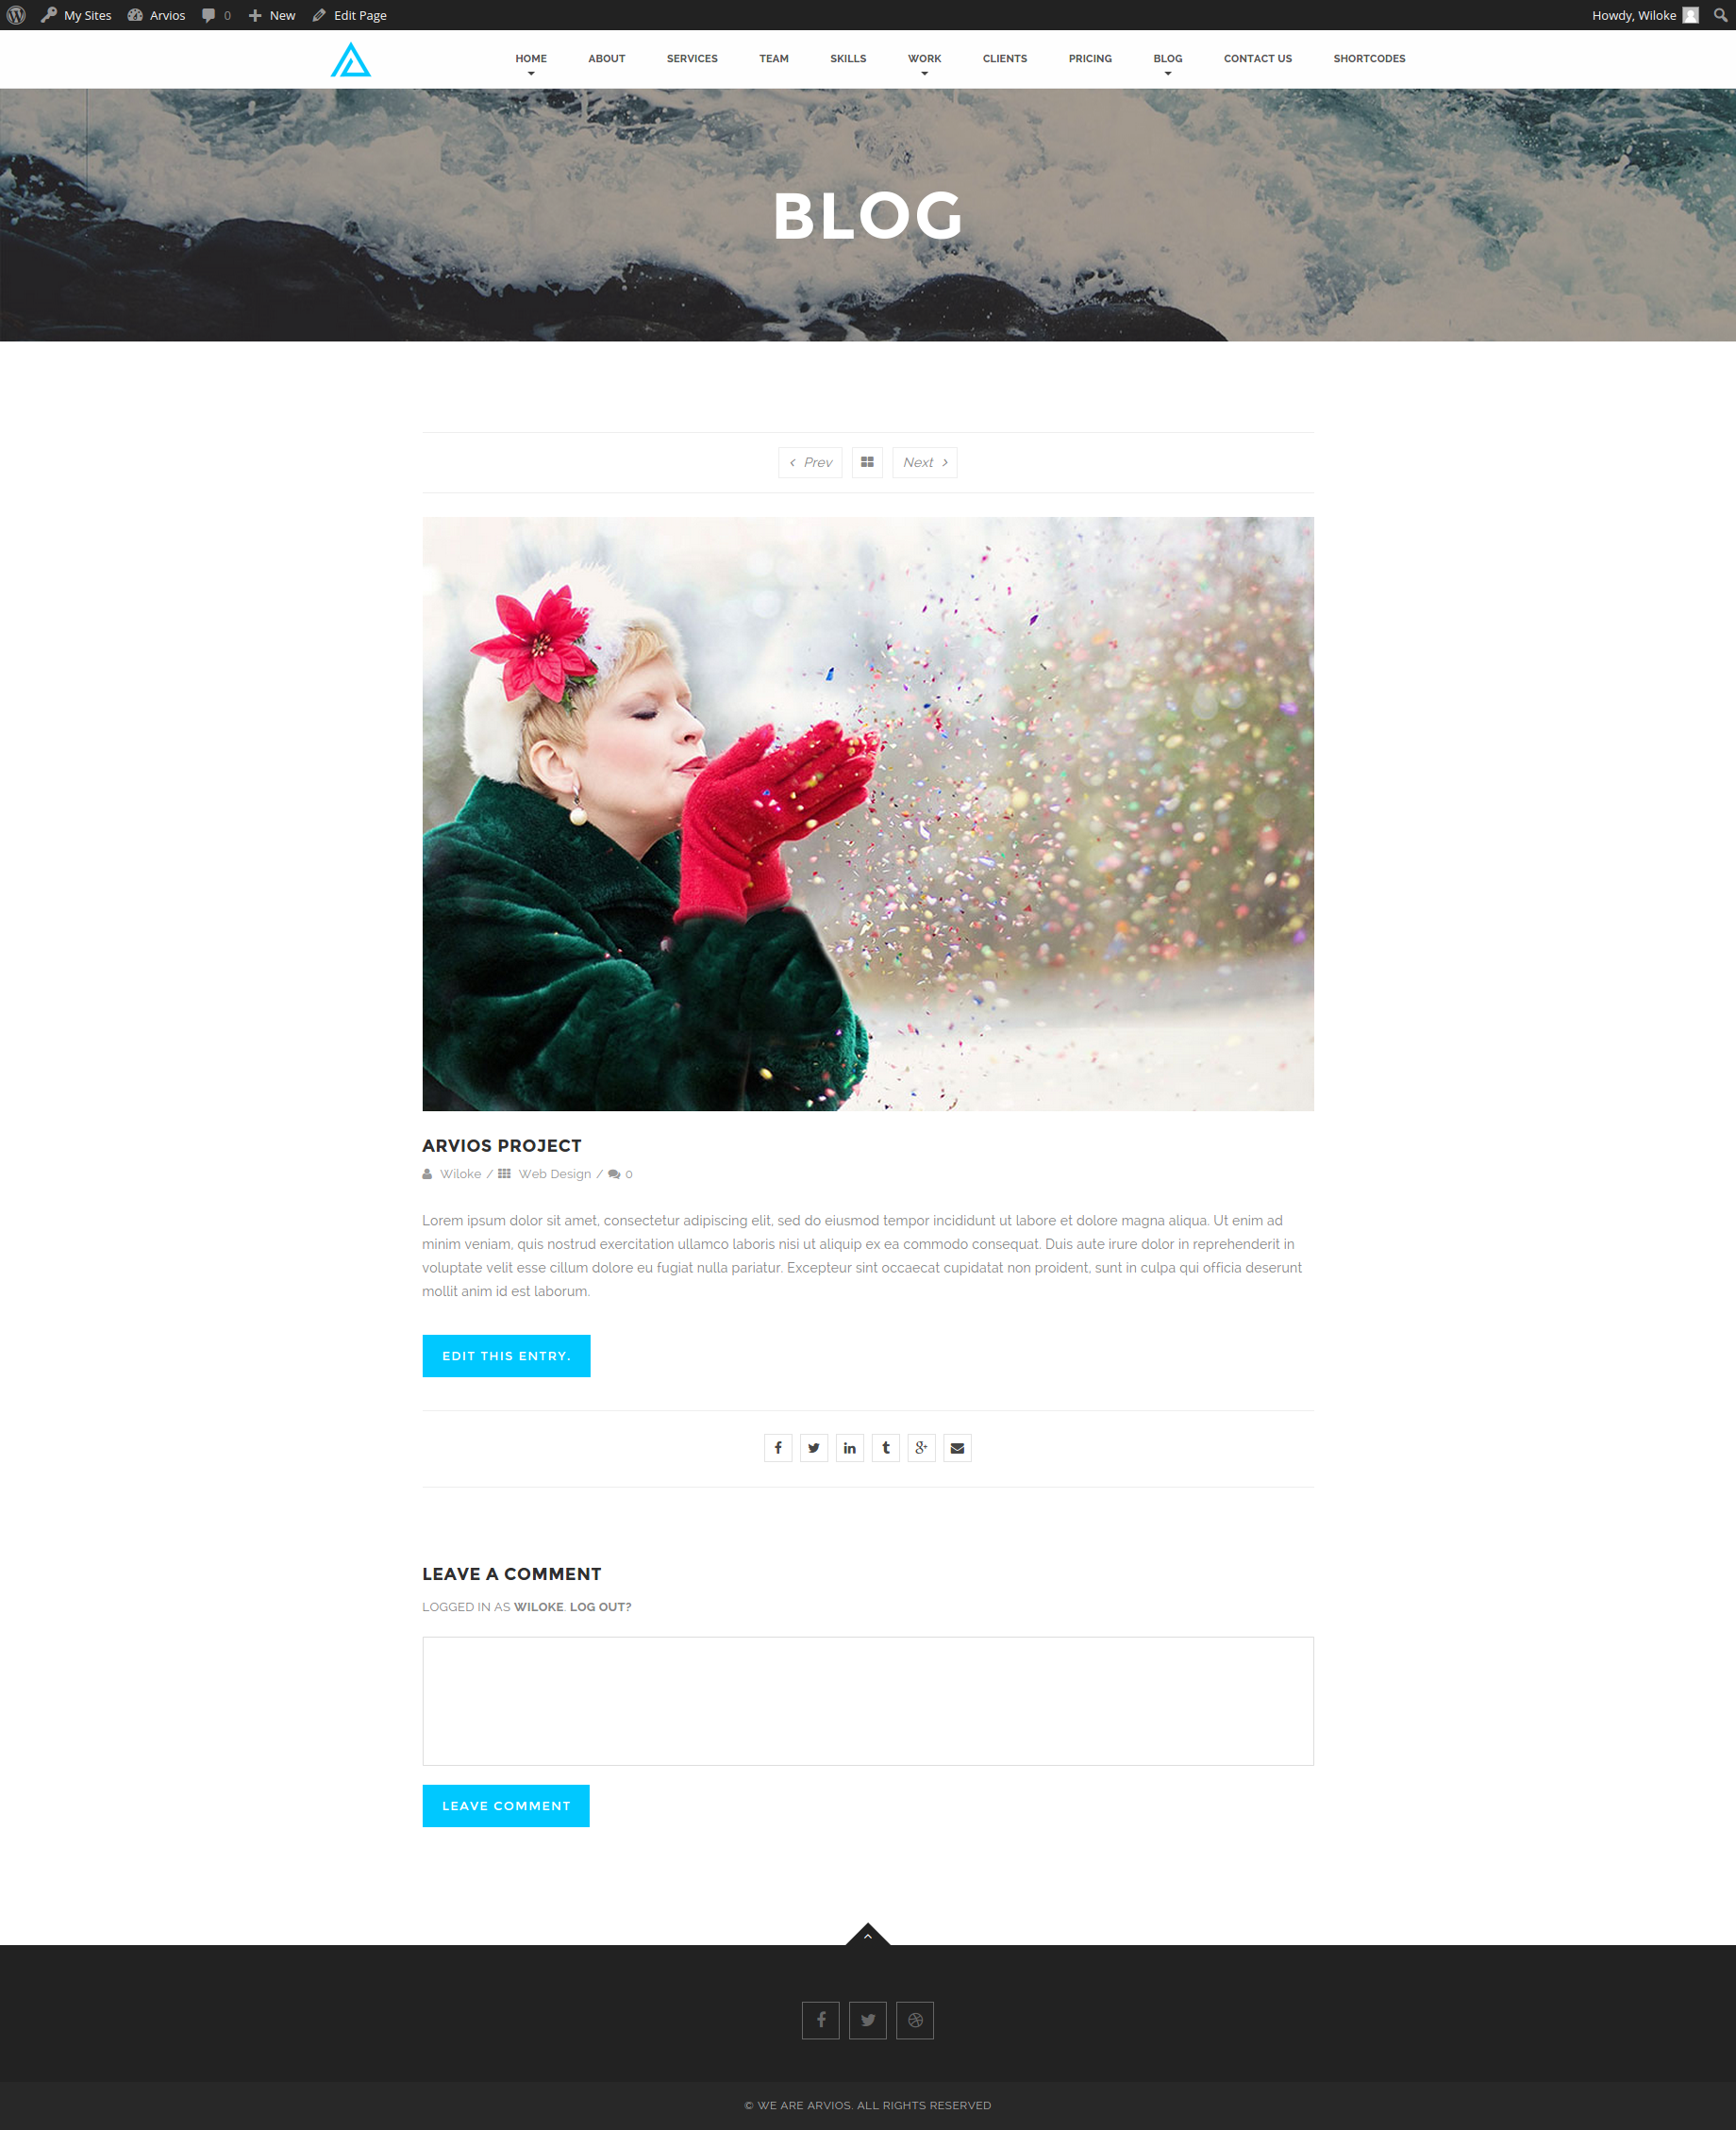 My Sites Arvios 0 New Edit Page Howdy, Wiloke
HOME ABOUT SERVICES TEAM SKILLS WORK CLIENTS PRICING BLOG CONTACT US SHORTCODES
BLOG
Prev Next
ARVIOS PROJECT
Wiloke / Web Design / 0
Lorem ipsum dolor sit amet, consectetur adipiscing elit, sed do eiusmod tempor incididunt ut labore et dolore magna aliqua. Ut enim ad
minim veniam, quis nostrud exercitation ullamco laboris nisi ut aliquip ex ea commodo consequat. Duis aute irure dolor in reprehenderit in
voluptate velit esse cillum dolore eu fugiat nulla pariatur. Excepteur sint occaecat cupidatat non proident, sunt in culpa qui officia deserunt
mollit anim id est laborum.
EDIT THIS ENTRY.
LEAVE A COMMENT
LOGGED IN AS WILOKE. LOG OUT?
LEAVE COMMENT
© WE ARE ARVIOS. ALL RIGHTS RESERVED